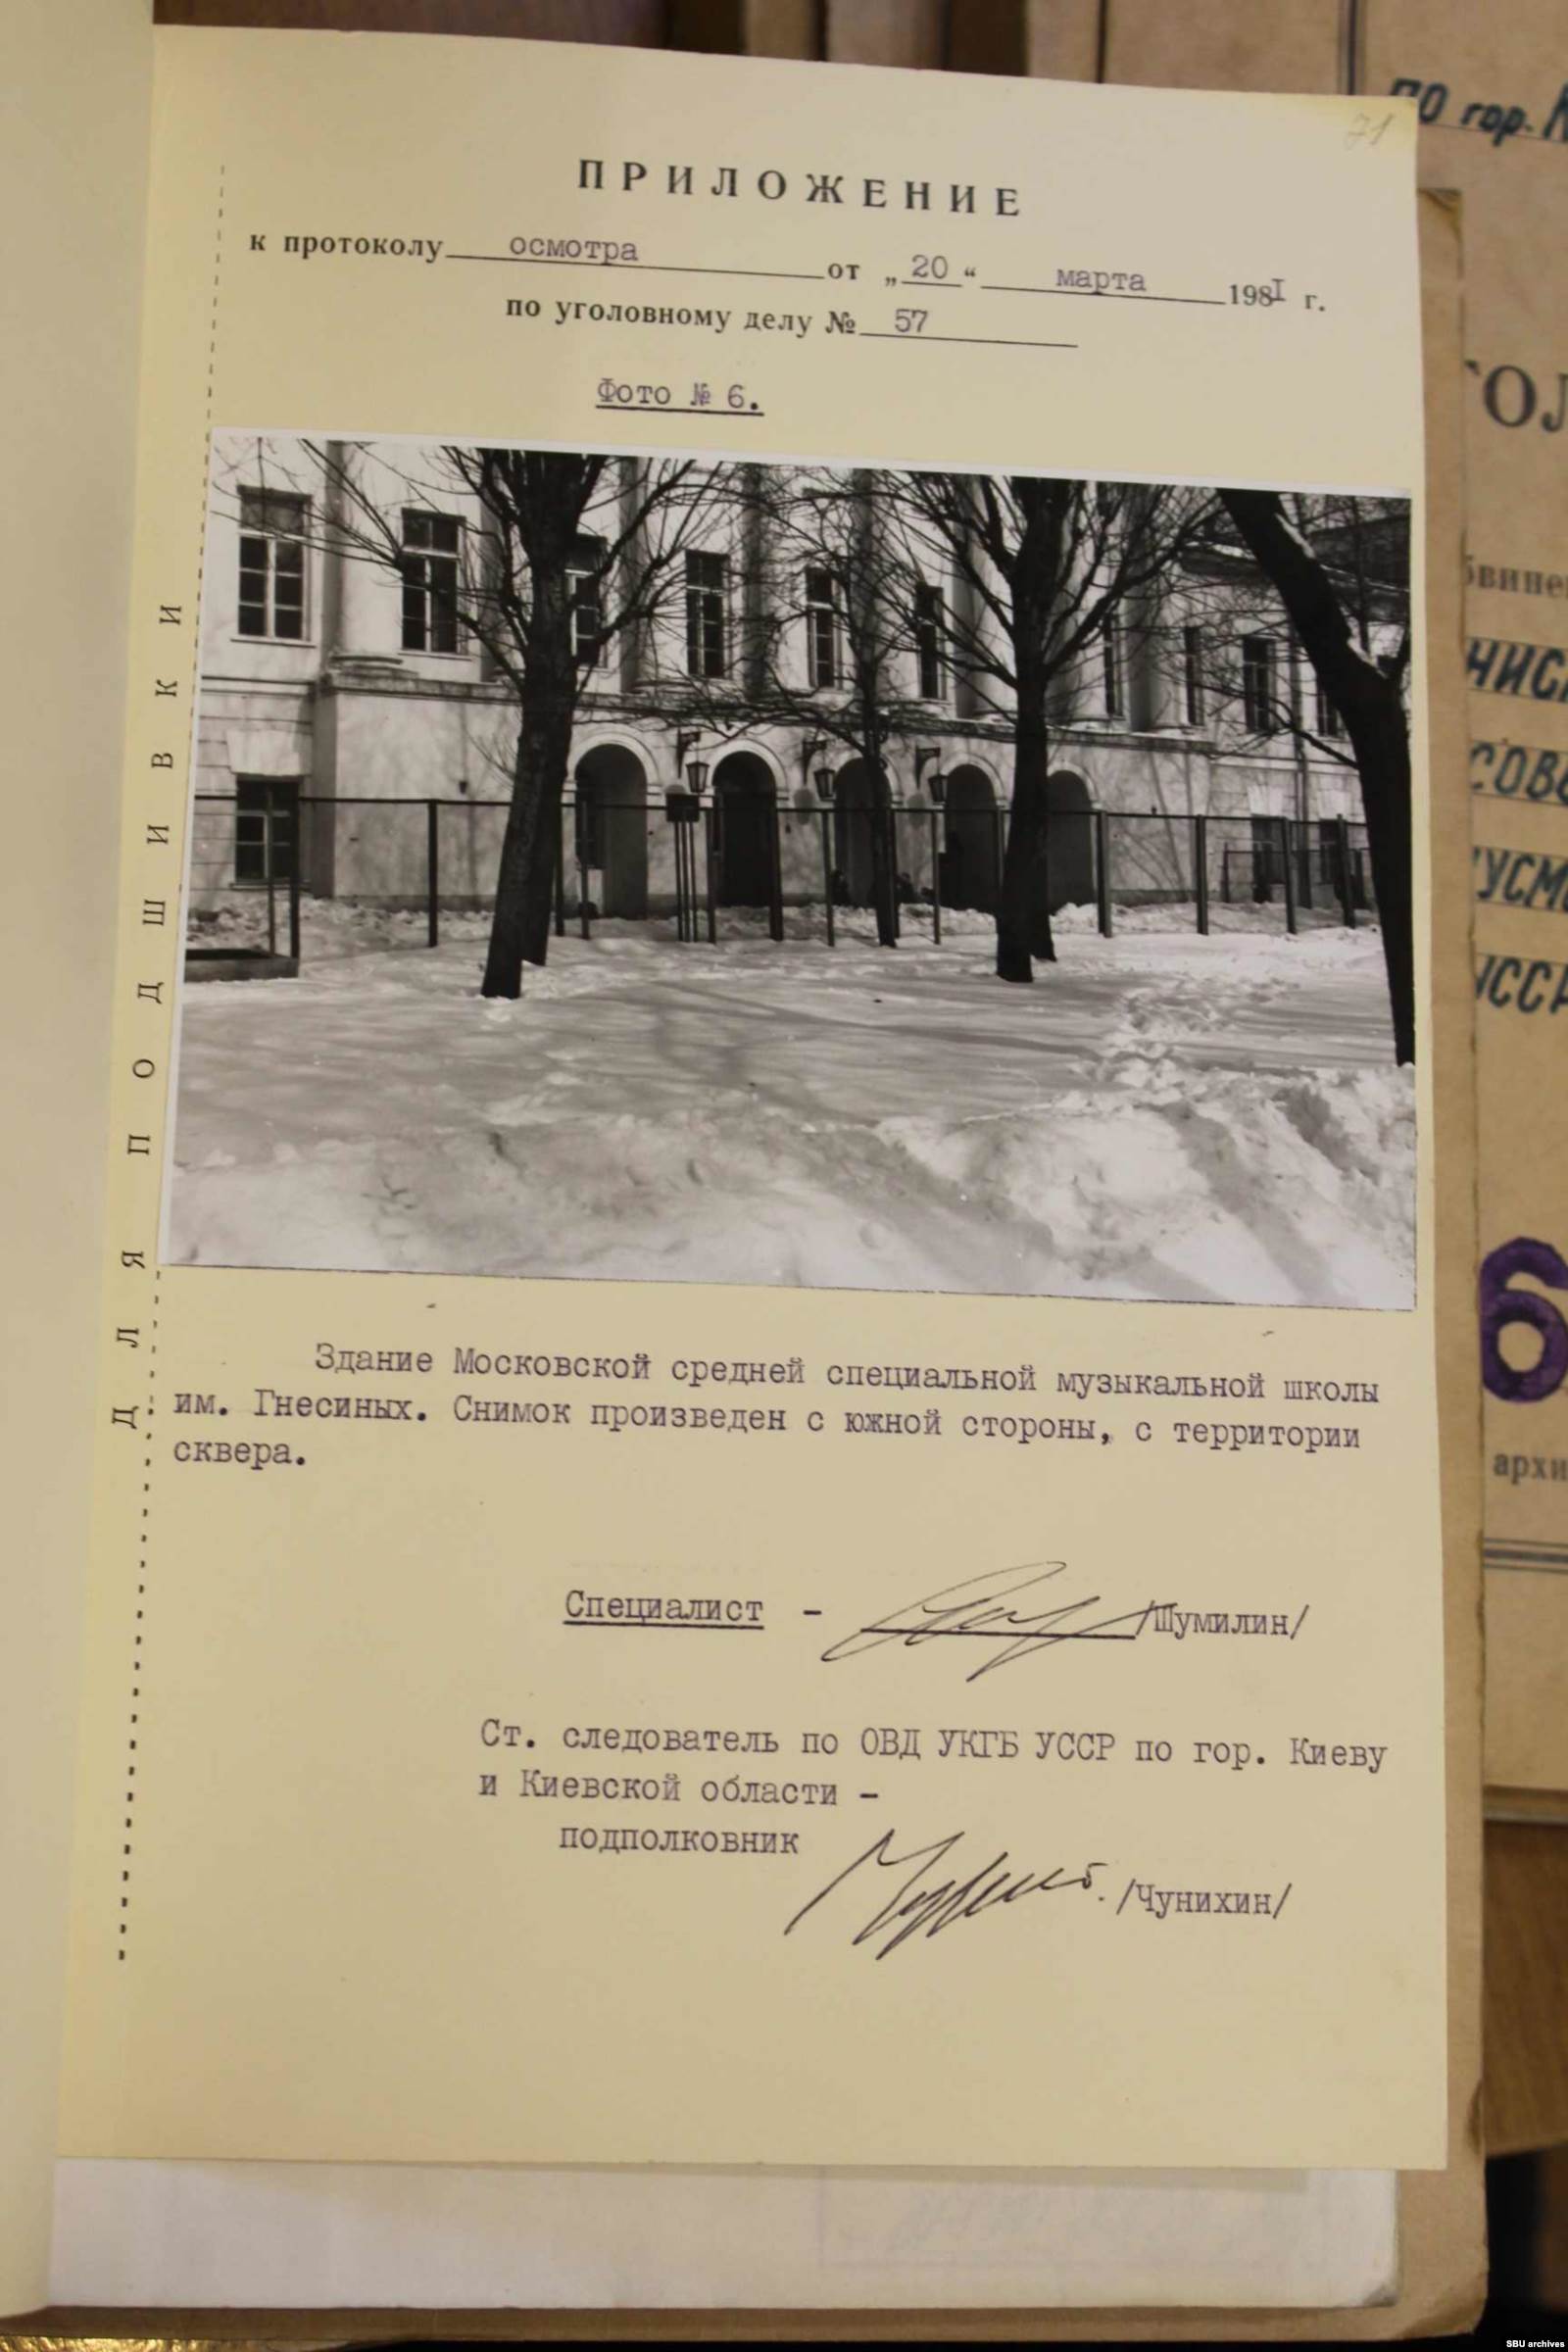 71
ПРИЛОЖЕНИЕ
к протоколу осмотра от „20“ марта 1981 г.
по уголовному делу № 57
Фото № 6.
ДЛЯ ПОДШИВКИ
Здание Московской средней специальной музыкальной школы
им. Гнесиных. Снимок произведен с южной стороны, с территории
сквера.
Специалист - /Шумилин/
Ст. следователь по ОВД УКГБ УССР по гор. Киеву
и Киевской области -
подполковник
/Чунихин/
по гор.
6
SBU archives